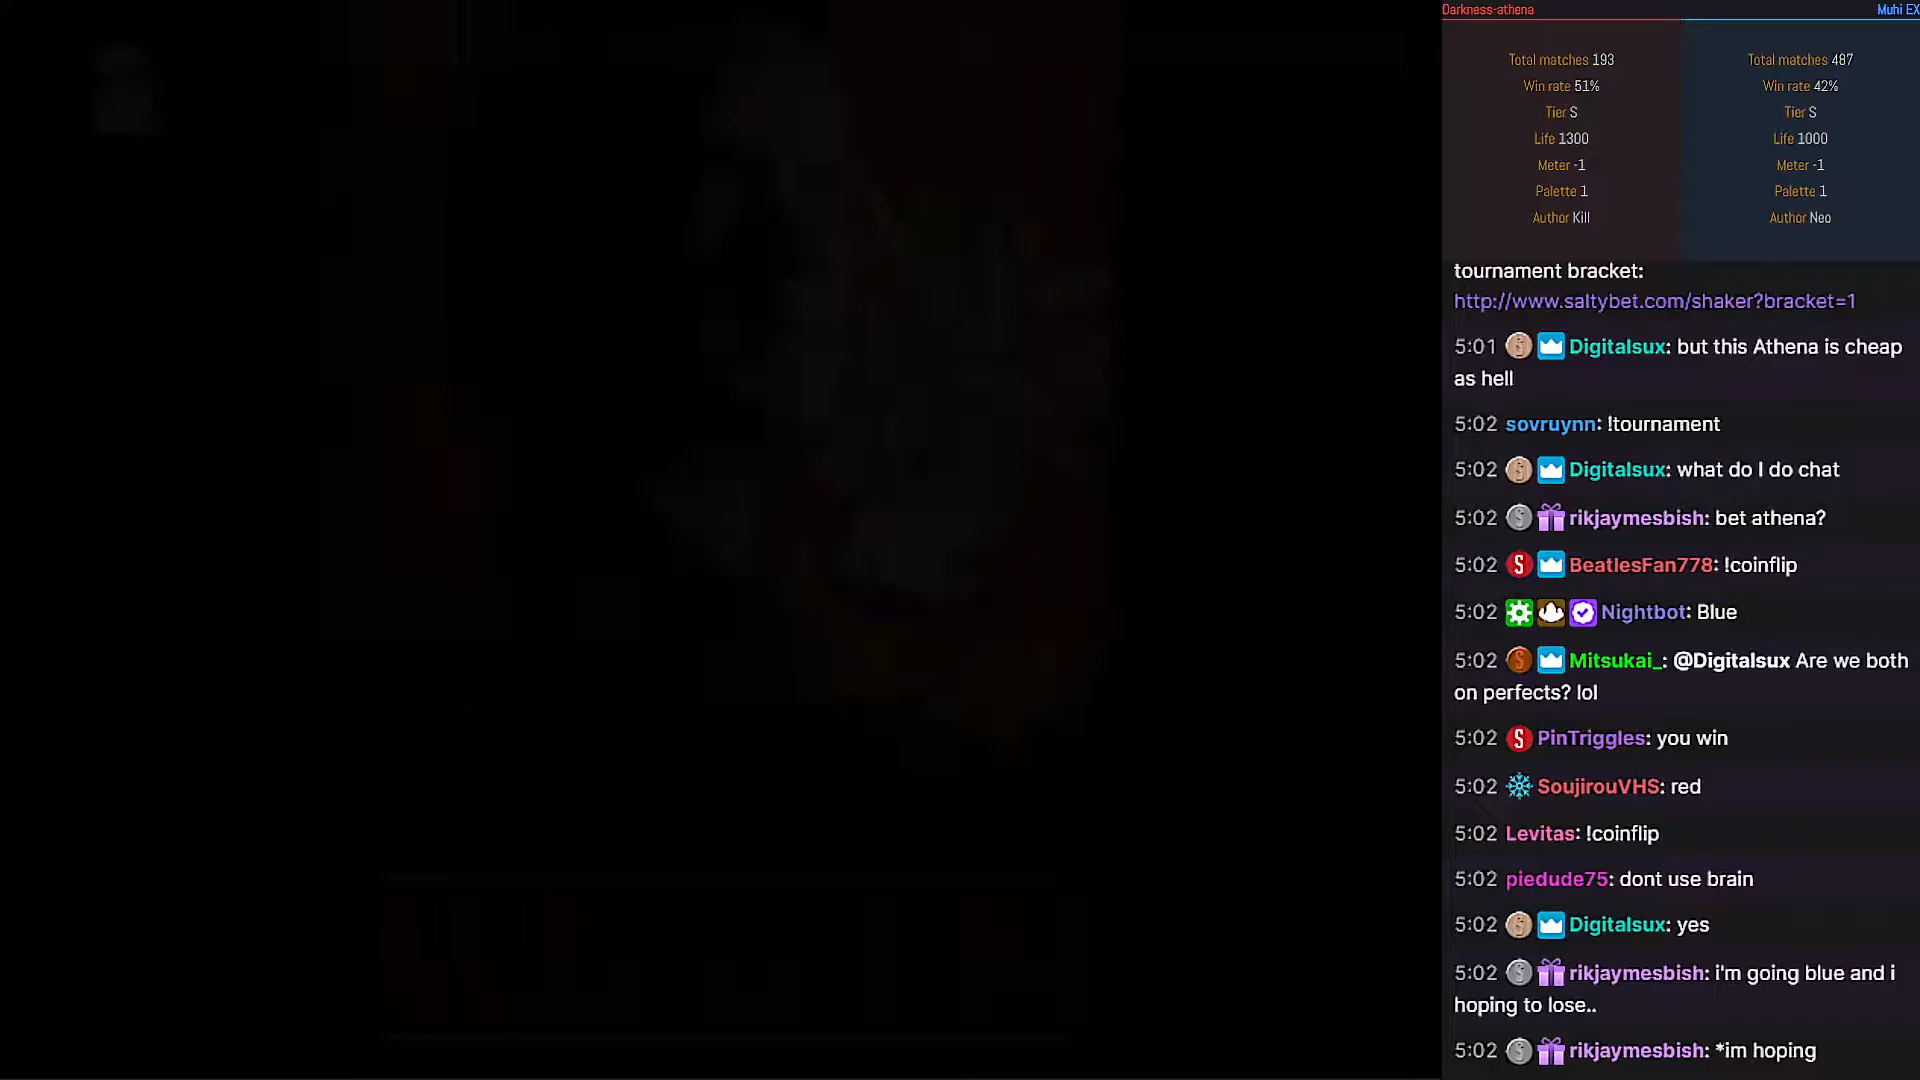 Darkness-athena
Muhi EX
Total matches 193
Win rate 51%
Tier S
Life 1300
Meter -1
Palette 1
Author Kill
Total matches 487
Win rate 42%
Tier S
Life 1000
Meter -1
Palette 1
Author Neo
tournament bracket:
http://www.saltybet.com/shaker?bracket=1
5:01 Digitalsux: but this Athena is cheap
as hell
5:02 sovruynn: !tournament
5:02 Digitalsux: what do I do chat
5:02 rikjaymesbish: bet athena?
5:02 BeatlesFan778: !coinflip
5:02 Nightbot: Blue
5:02 Mitsukai_: @Digitalsux Are we both
on perfects? lol
5:02 PinTriggles: you win
5:02 SoujirouVHS: red
5:02 Levitas: !coinflip
5:02 piedude75: dont use brain
5:02 Digitalsux: yes
5:02 rikjaymesbish: i'm going blue and i
hoping to lose..
5:02 rikjaymesbish: *im hoping